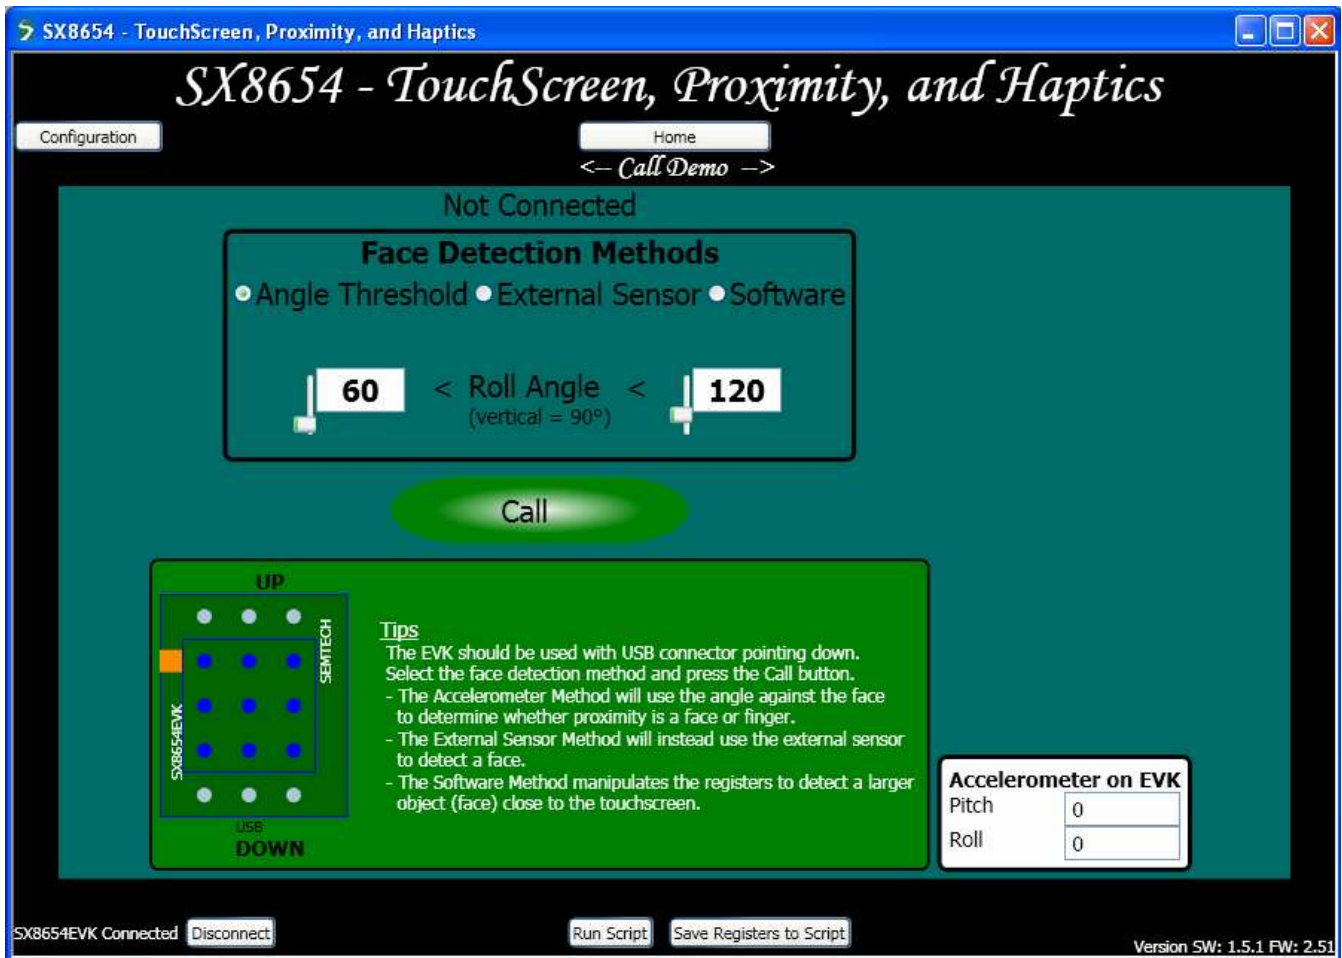 SX8654 - TouchScreen, Proximity, and Haptics
SX8654 - TouchScreen, Proximity, and Haptics
Configuration
Home
<-- Call Demo -->
Not Connected
Face Detection Methods
Angle Threshold External Sensor Software
60 < Roll Angle < 120
(vertical = 90°)
Call
UP
SEMTECH
SX8654EVK
USB
DOWN
Tips
The EVK should be used with USB connector pointing down.
Select the face detection method and press the Call button.
- The Accelerometer Method will use the angle against the face
to determine whether proximity is a face or finger.
- The External Sensor Method will instead use the external sensor
to detect a face.
- The Software Method manipulates the registers to detect a larger
object (face) close to the touchscreen.
Accelerometer on EVK
Pitch 0
Roll 0
SX8654EVK Connected Disconnect Run Script Save Registers to Script
Version SW: 1.5.1 FW: 2.51